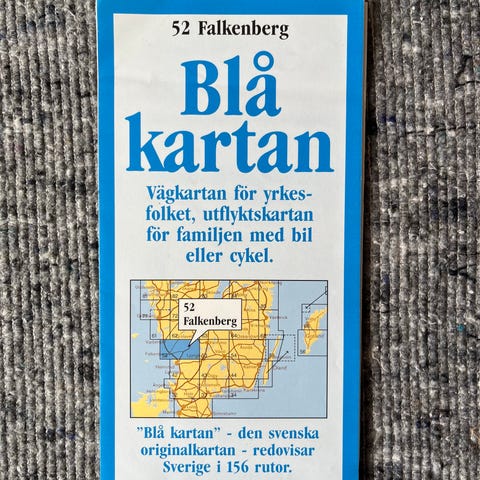 52 Falkenberg
Blå
kartan
Vägkartan för yrkes-
folket, utflyktskartan
för familjen med bil
eller cykel.
52
Falkenberg
"Blå kartan" - den svenska
originalkartan - redovisar
Sverige i 156 rutor.